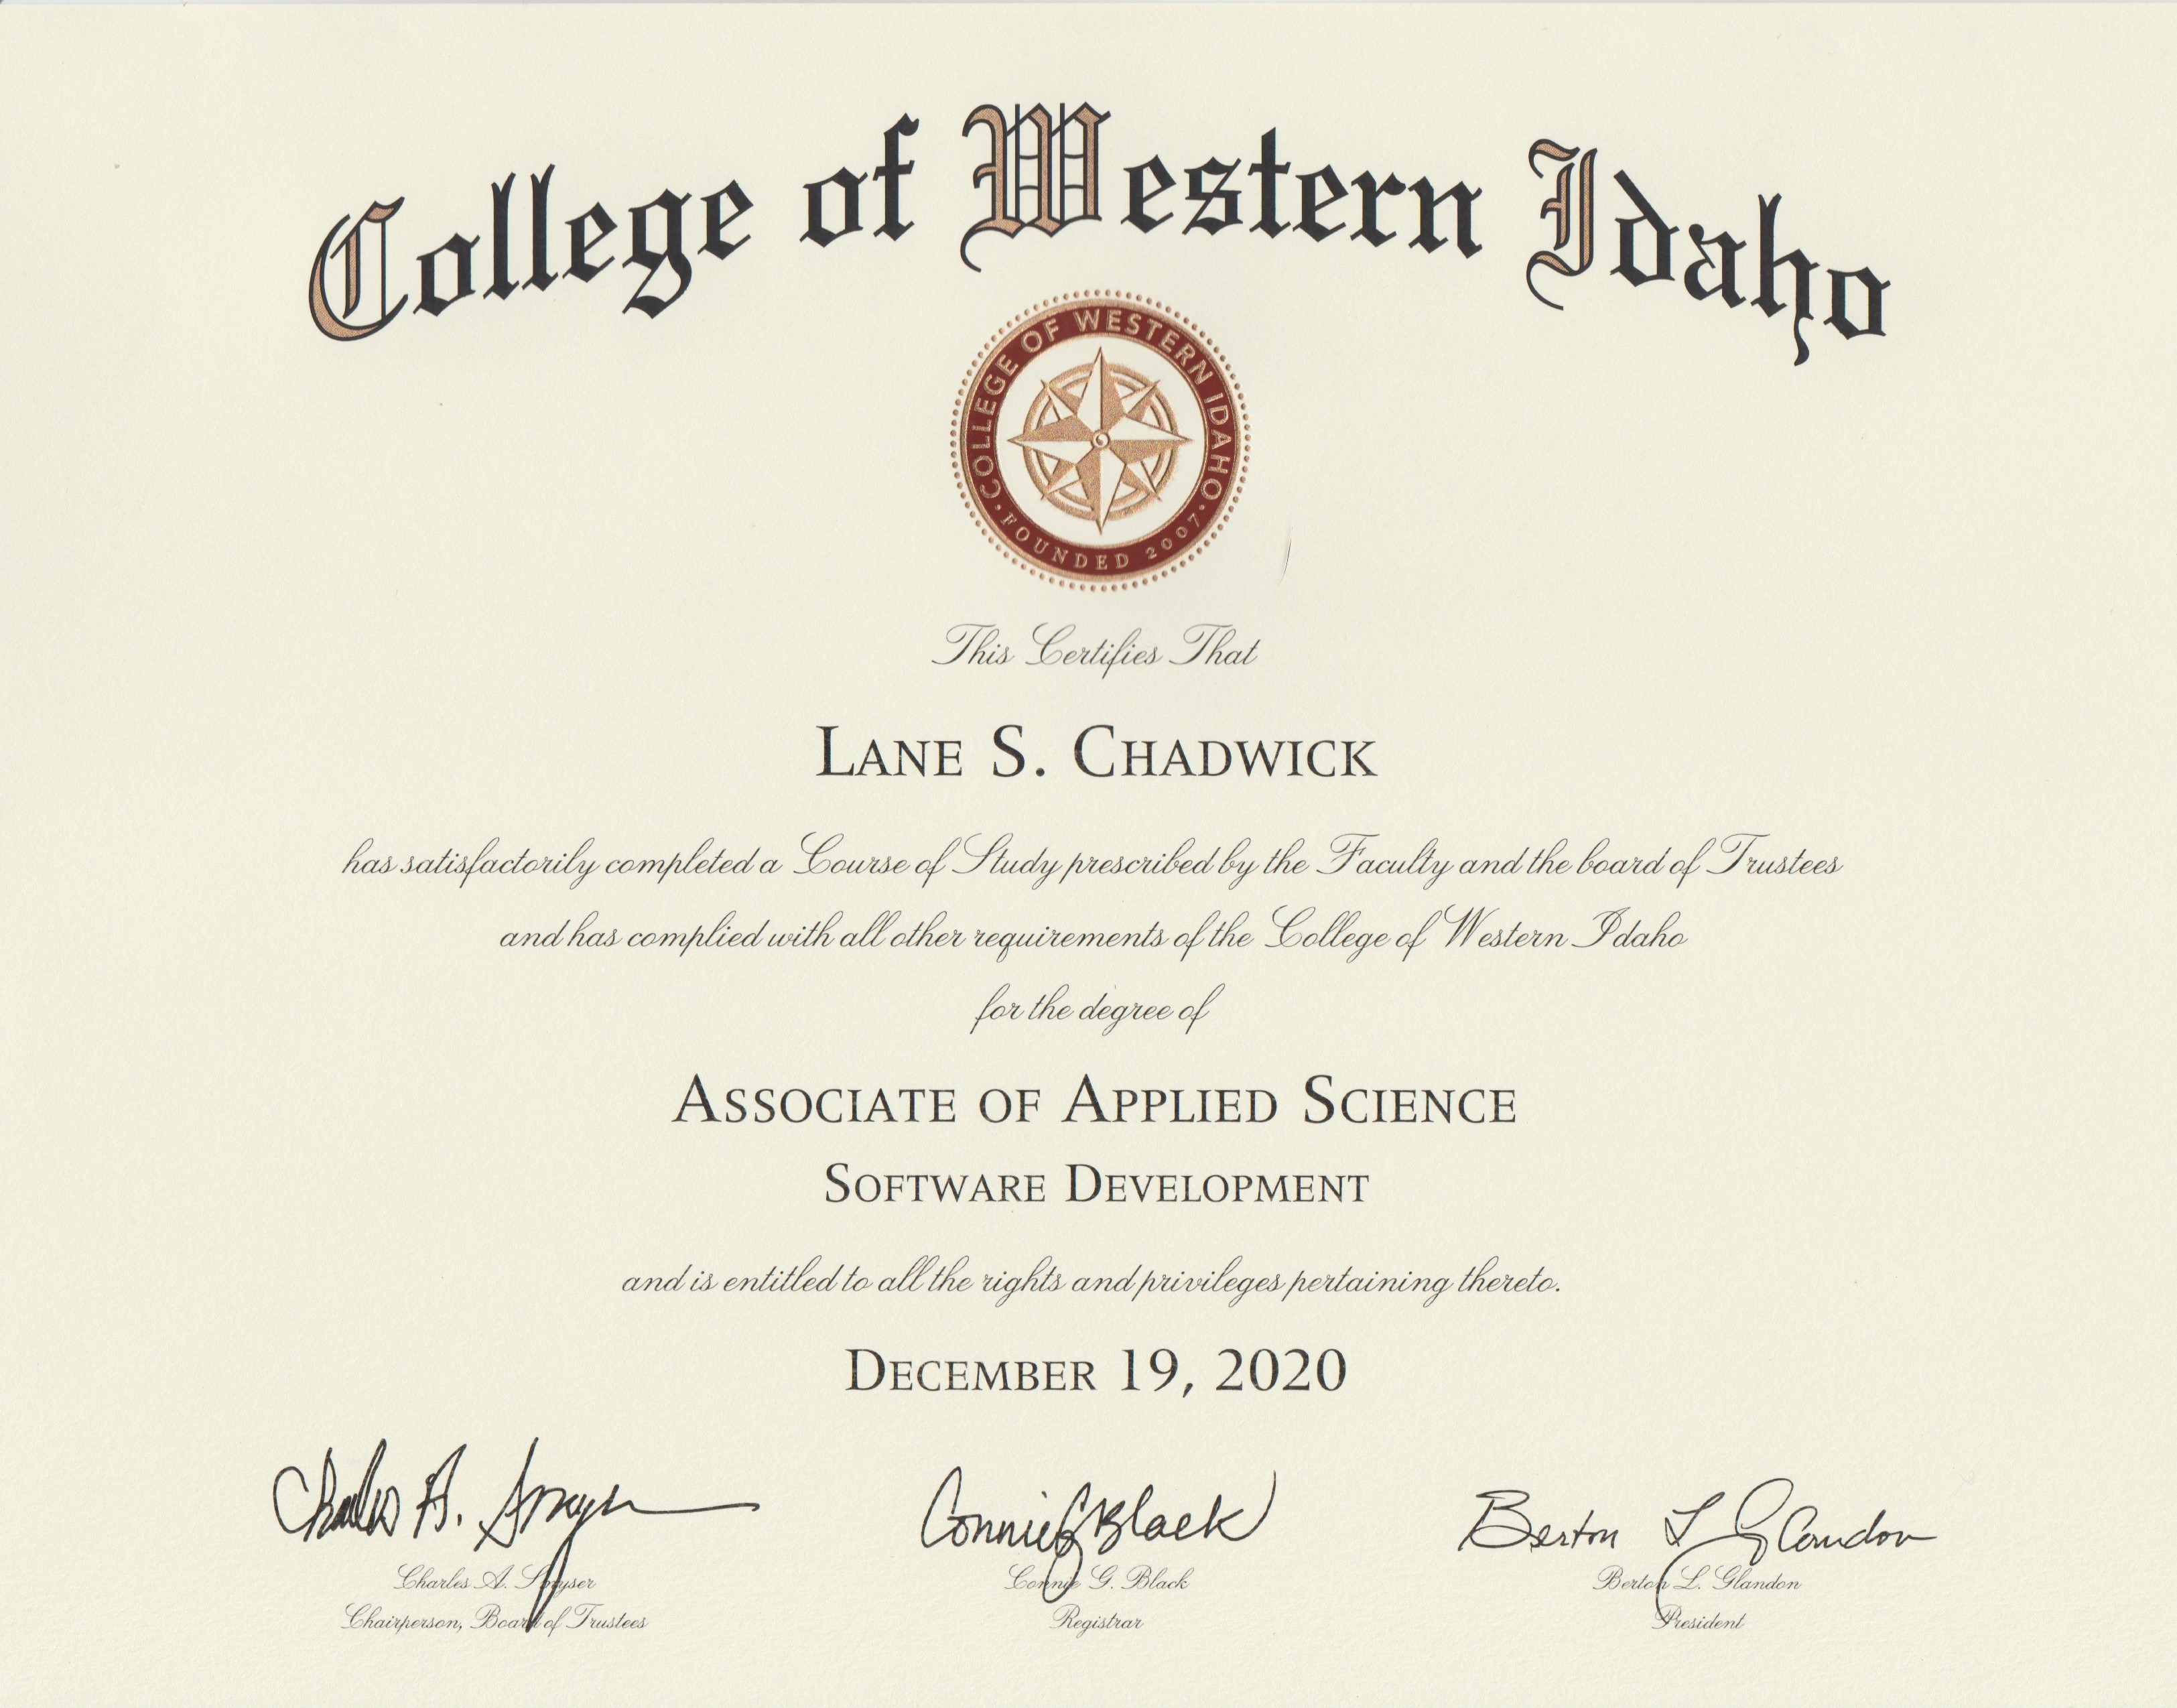 College of Western Idaho
COLLEGE OF WESTERN IDAHO
FOUNDED 2007
This Certifies That
LANE S. CHADWICK
has satisfactorily completed a Course of Study prescribed by the Faculty and the board of Trustees
and has complied with all other requirements of the College of Western Idaho
for the degree of
ASSOCIATE OF APPLIED SCIENCE
SOFTWARE DEVELOPMENT
and is entitled to all the rights and privileges pertaining thereto.
DECEMBER 19, 2020
Charles A. Connie G Black Berton L Glandon
Charles A. Connie G. Black Berton L. Glandon
Chairperson, Board of Trustees Registrar President